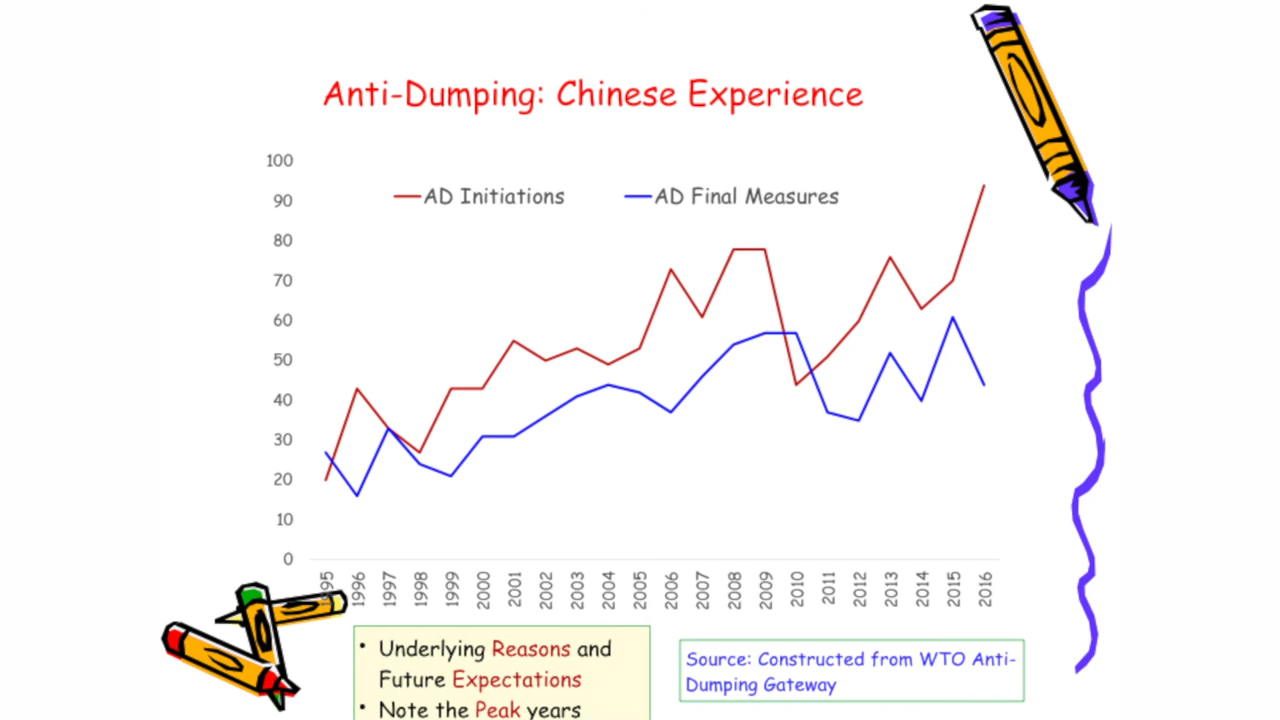 Anti-Dumping: Chinese Experience
100
AD Initiations AD Final Measures
90
80
70
60
50
40
30
20
10
0
1996 1997 1998 1999 2000 2001 2002 2003 2004 2005 2006 2007 2008 2009 2010 2011 2012 2013 2014 2015 2016
• Underlying Reasons and
Future Expectations
• Note the Peak years
Source: Constructed from WTO Anti-
Dumping Gateway